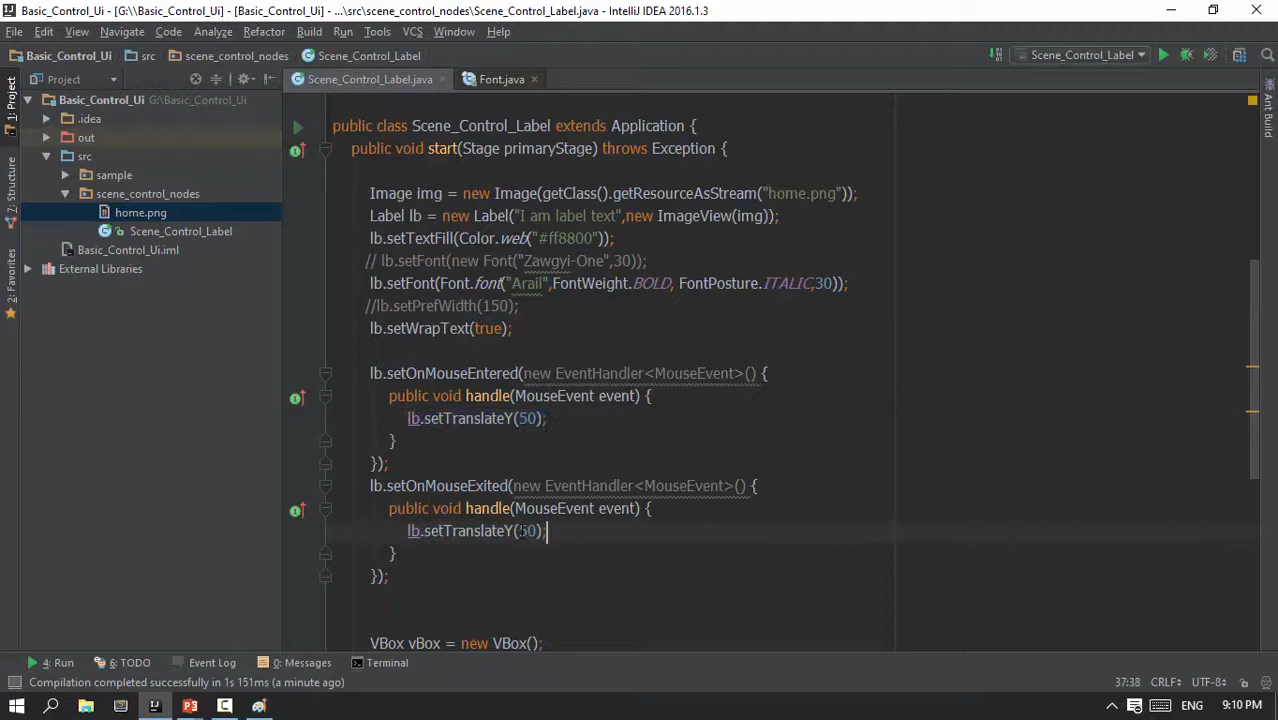 Basic_Control_Ui - [G:\\Basic_Control_Ui] - [Basic_Control_Ui] - ...\src\scene_control_nodes\Scene_Control_Label.java - IntelliJ IDEA 2016.1.3
File Edit View Navigate Code Analyze Refactor Build Run Tools VCS Window Help
Basic_Control_Ui src scene_control_nodes Scene_Control_Label Scene_Control_Label
Project Scene_Control_Label.java Font.java
1: Project
7: Structure
2: Favorites
Ant Build
Basic_Control_Ui G:\Basic_Control_Ui
.idea
out
src
sample
scene_control_nodes
home.png
Scene_Control_Label
Basic_Control_Ui.iml
External Libraries
public class Scene_Control_Label extends Application {
public void start(Stage primaryStage) throws Exception {
Image img = new Image(getClass().getResourceAsStream("home.png"));
Label lb = new Label("I am label text",new ImageView(img));
lb.setTextFill(Color.web("#ff8800"));
// lb.setFont(new Font("Zawgyi-One",30));
lb.setFont(Font.font("Arail",FontWeight.BOLD, FontPosture.ITALIC,30));
//lb.setPrefWidth(150);
lb.setWrapText(true);
lb.setOnMouseEntered(new EventHandler<MouseEvent>() {
public void handle(MouseEvent event) {
lb.setTranslateY(50);
}
});
lb.setOnMouseExited(new EventHandler<MouseEvent>() {
public void handle(MouseEvent event) {
lb.setTranslateY(50);
}
});
VBox vBox = new VBox();
4: Run 6: TODO Event Log 0: Messages Terminal
Compilation completed successfully in 1s 151ms (a minute ago) 37:38 CRLF UTF-8
ENG 9:10 PM